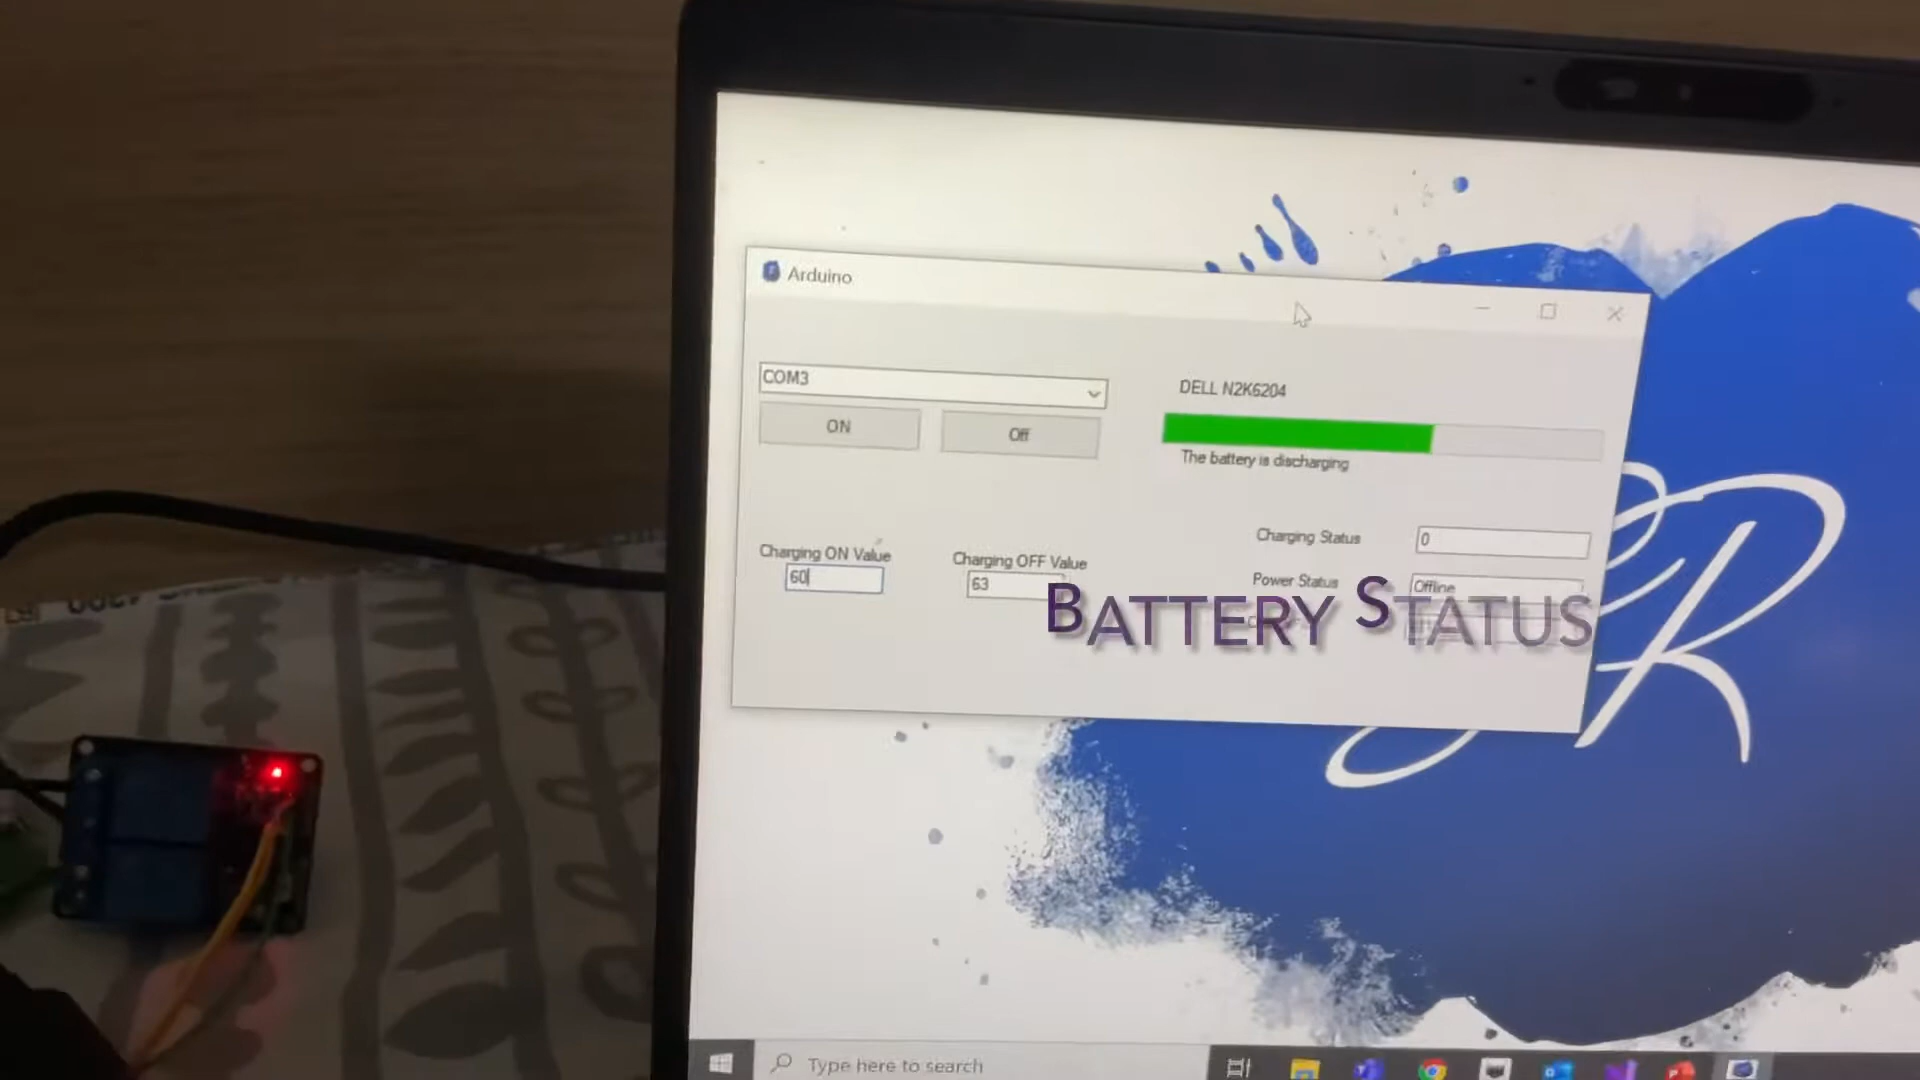 Arduino
COM3
ON
Off
DELL N2K6204
The battery is discharging
Charging ON Value
60
Charging OFF Value
63
Charging Status
0
Power Status
Offline
BATTERY STATUS
R
Type here to search